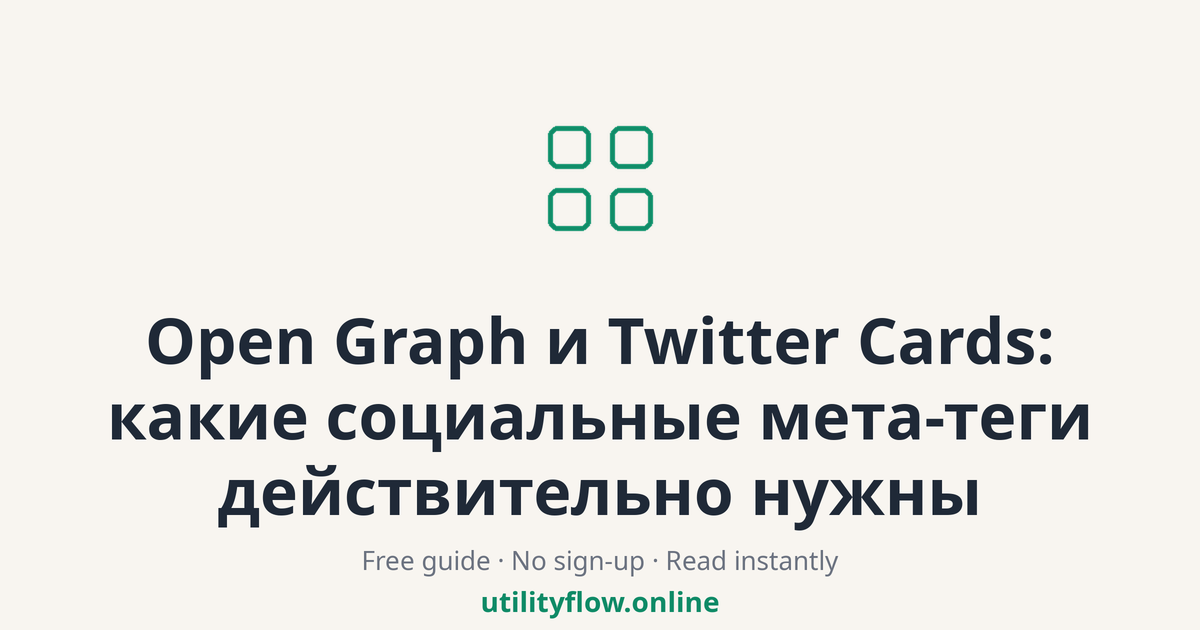 Open Graph и Twitter Cards:
какие социальные мета-теги
действительно нужны
Free guide · No sign-up · Read instantly
utilityflow.online